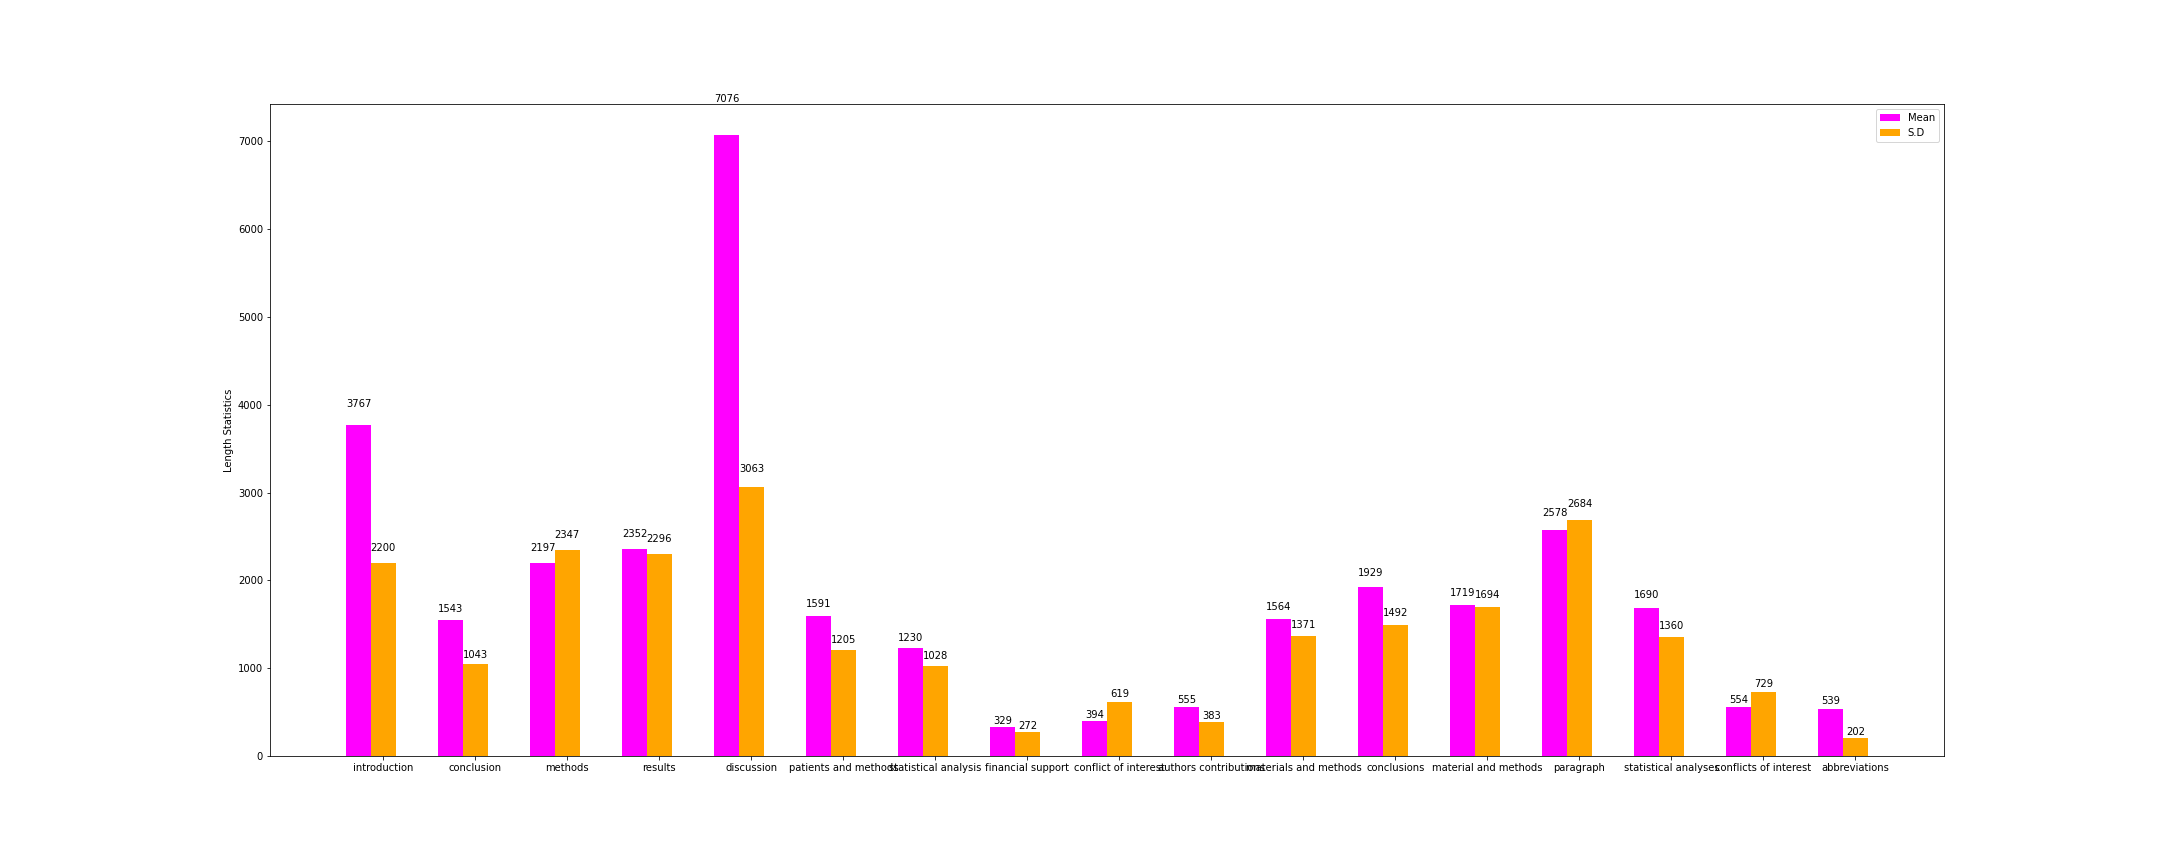 7076
Mean
S.D
7000
6000
5000
4000
3000
2000
1000
0
Length Statistics
3767
2200
1543
1043
2197
2347
2352
2296
3063
1591
1205
1230
1028
329
272
394
619
555
383
1564
1371
1929
1492
1719
1694
2578
2684
1690
1360
554
729
539
202
introduction
conclusion
methods
results
discussion
patients and methods
statistical analysis
financial support
conflict of interest
authors contributions
materials and methods
conclusions
material and methods
paragraph
statistical analyses
conflicts of interest
abbreviations